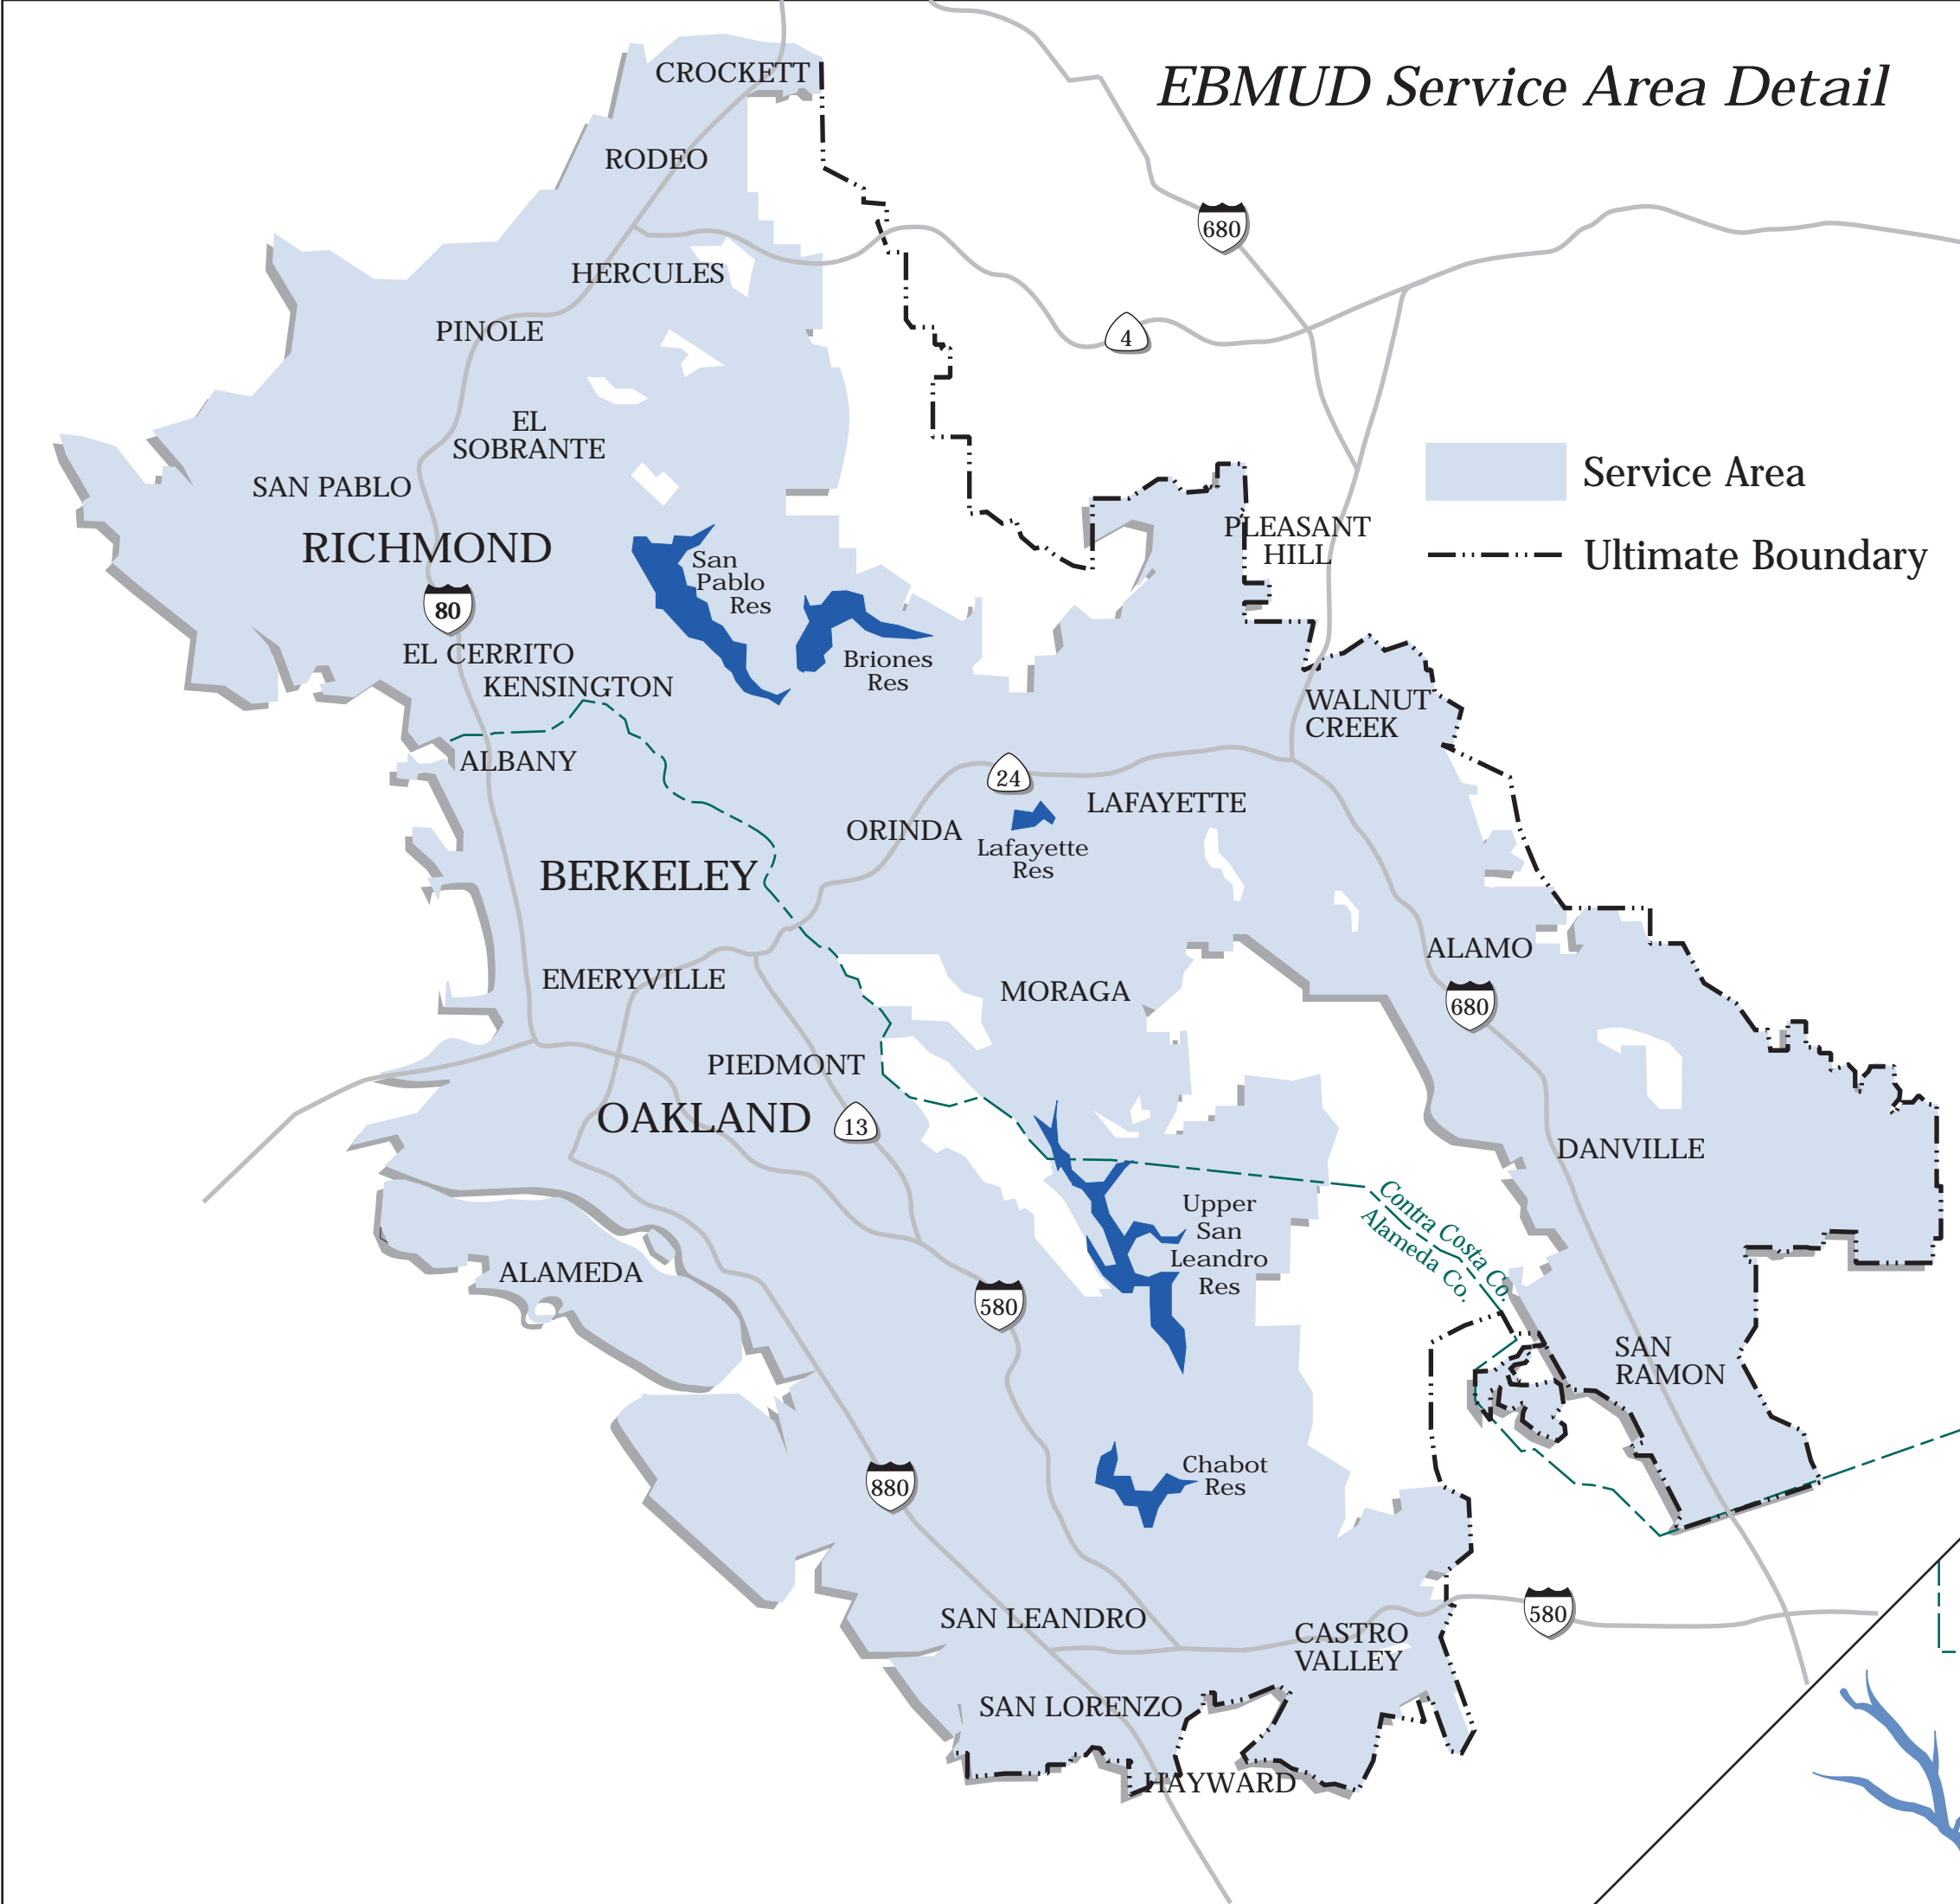 EBMUD Service Area Detail
CROCKETT
RODEO
680
HERCULES
PINOLE
4
EL
SOBRANTE
Service Area
SAN PABLO
PLEASANT
HILL
RICHMOND
Ultimate Boundary
San
Pablo
Res
80
EL CERRITO
Briones
Res
KENSINGTON
WALNUT
CREEK
ALBANY
24
LAFAYETTE
ORINDA
Lafayette
Res
BERKELEY
ALAMO
EMERYVILLE
MORAGA
680
PIEDMONT
OAKLAND
13
DANVILLE
Upper
San
Leandro
Res
Contra Costa Co.
Alameda Co.
ALAMEDA
580
SAN
RAMON
Chabot
Res
880
580
SAN LEANDRO
CASTRO
VALLEY
SAN LORENZO
HAYWARD